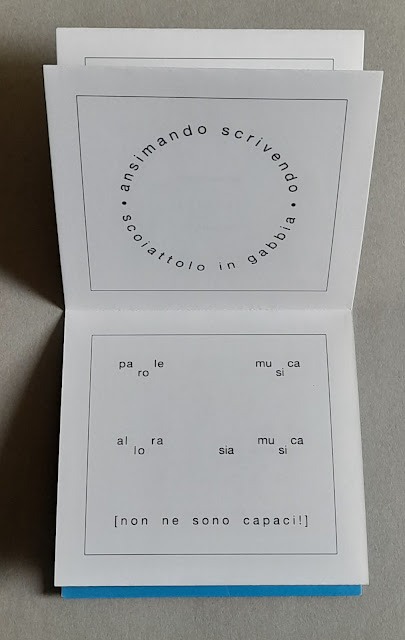 • ansimando scrivendo •
scoiattolo in gabbia
pa ro le mu si ca
al lo ra sia mu si ca
[non ne sono capaci!]